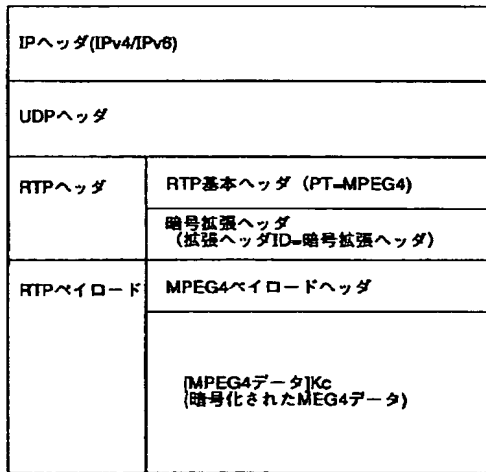 IPヘッダ(IPv4/IPv6)
UDPヘッダ
RTPヘッダ
RTP基本ヘッダ (PT=MPEG4)
暗号拡張ヘッダ
(拡張ヘッダID=暗号拡張ヘッダ)
RTPペイロード
MPEG4ペイロードヘッダ
[MPEG4データ]Kc
(暗号化されたMEG4データ)